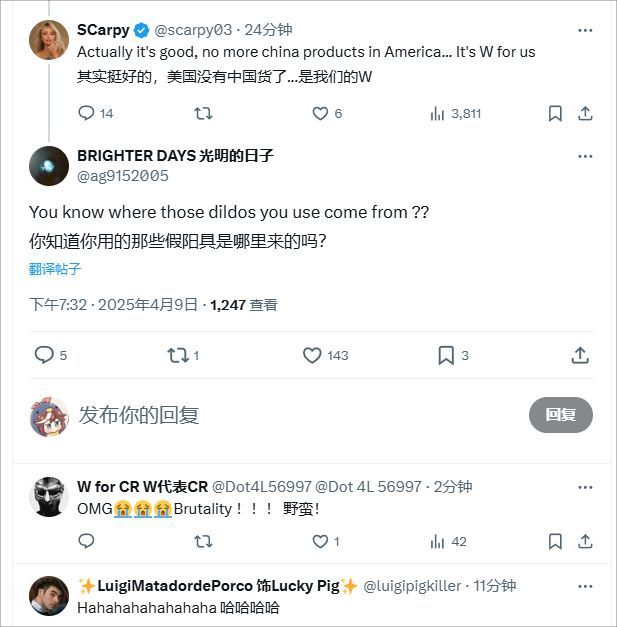 SCarpy @scarpy03 · 24分钟
Actually it's good, no more china products in America... It's W for us
其实挺好的，美国没有中国货了...是我们的W
14 6 3,811
BRIGHTER DAYS 光明的日子
@ag9152005
You know where those dildos you use come from ??
你知道你用的那些假阳具是哪里来的吗?
翻译帖子
下午7:32 · 2025年4月9日 · 1,247 查看
5 1 143 3
发布你的回复 回复
W for CR W代表CR @Dot4L56997 @Dot 4L 56997 · 2分钟
OMG😭😭😭Brutality！！！ 野蛮!
1 42
✨LuigiMatadordePorco 饰Lucky Pig✨ @luigipigkiller · 11分钟
Hahahahahahahaha 哈哈哈哈